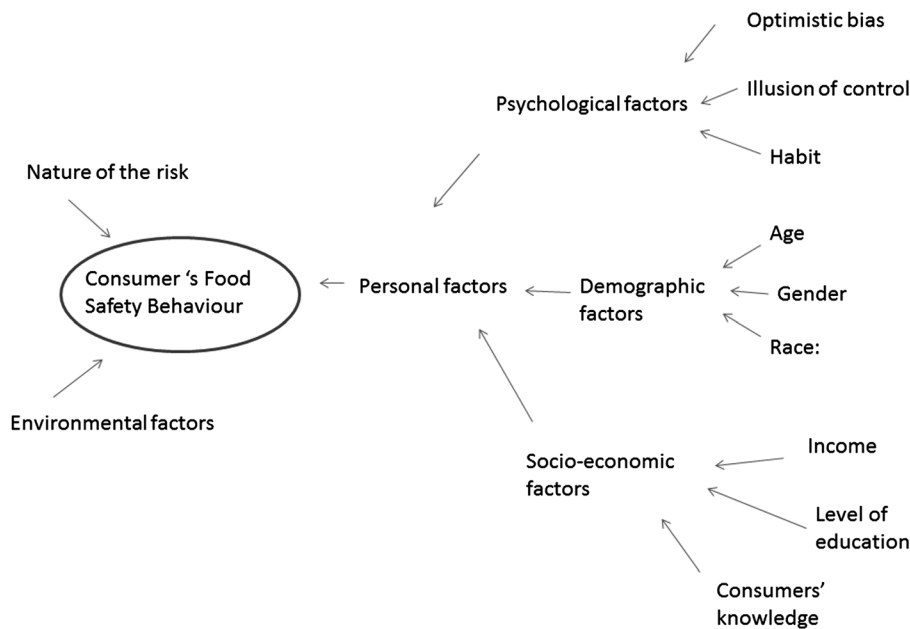 Optimistic bias
Illusion of control
Psychological factors
Habit
Nature of the risk
Age
Consumer ‘s Food
Safety Behaviour
Personal factors
Demographic
factors
Gender
Race:
Environmental factors
Income
Socio-economic
factors
Level of
education
Consumers’
knowledge